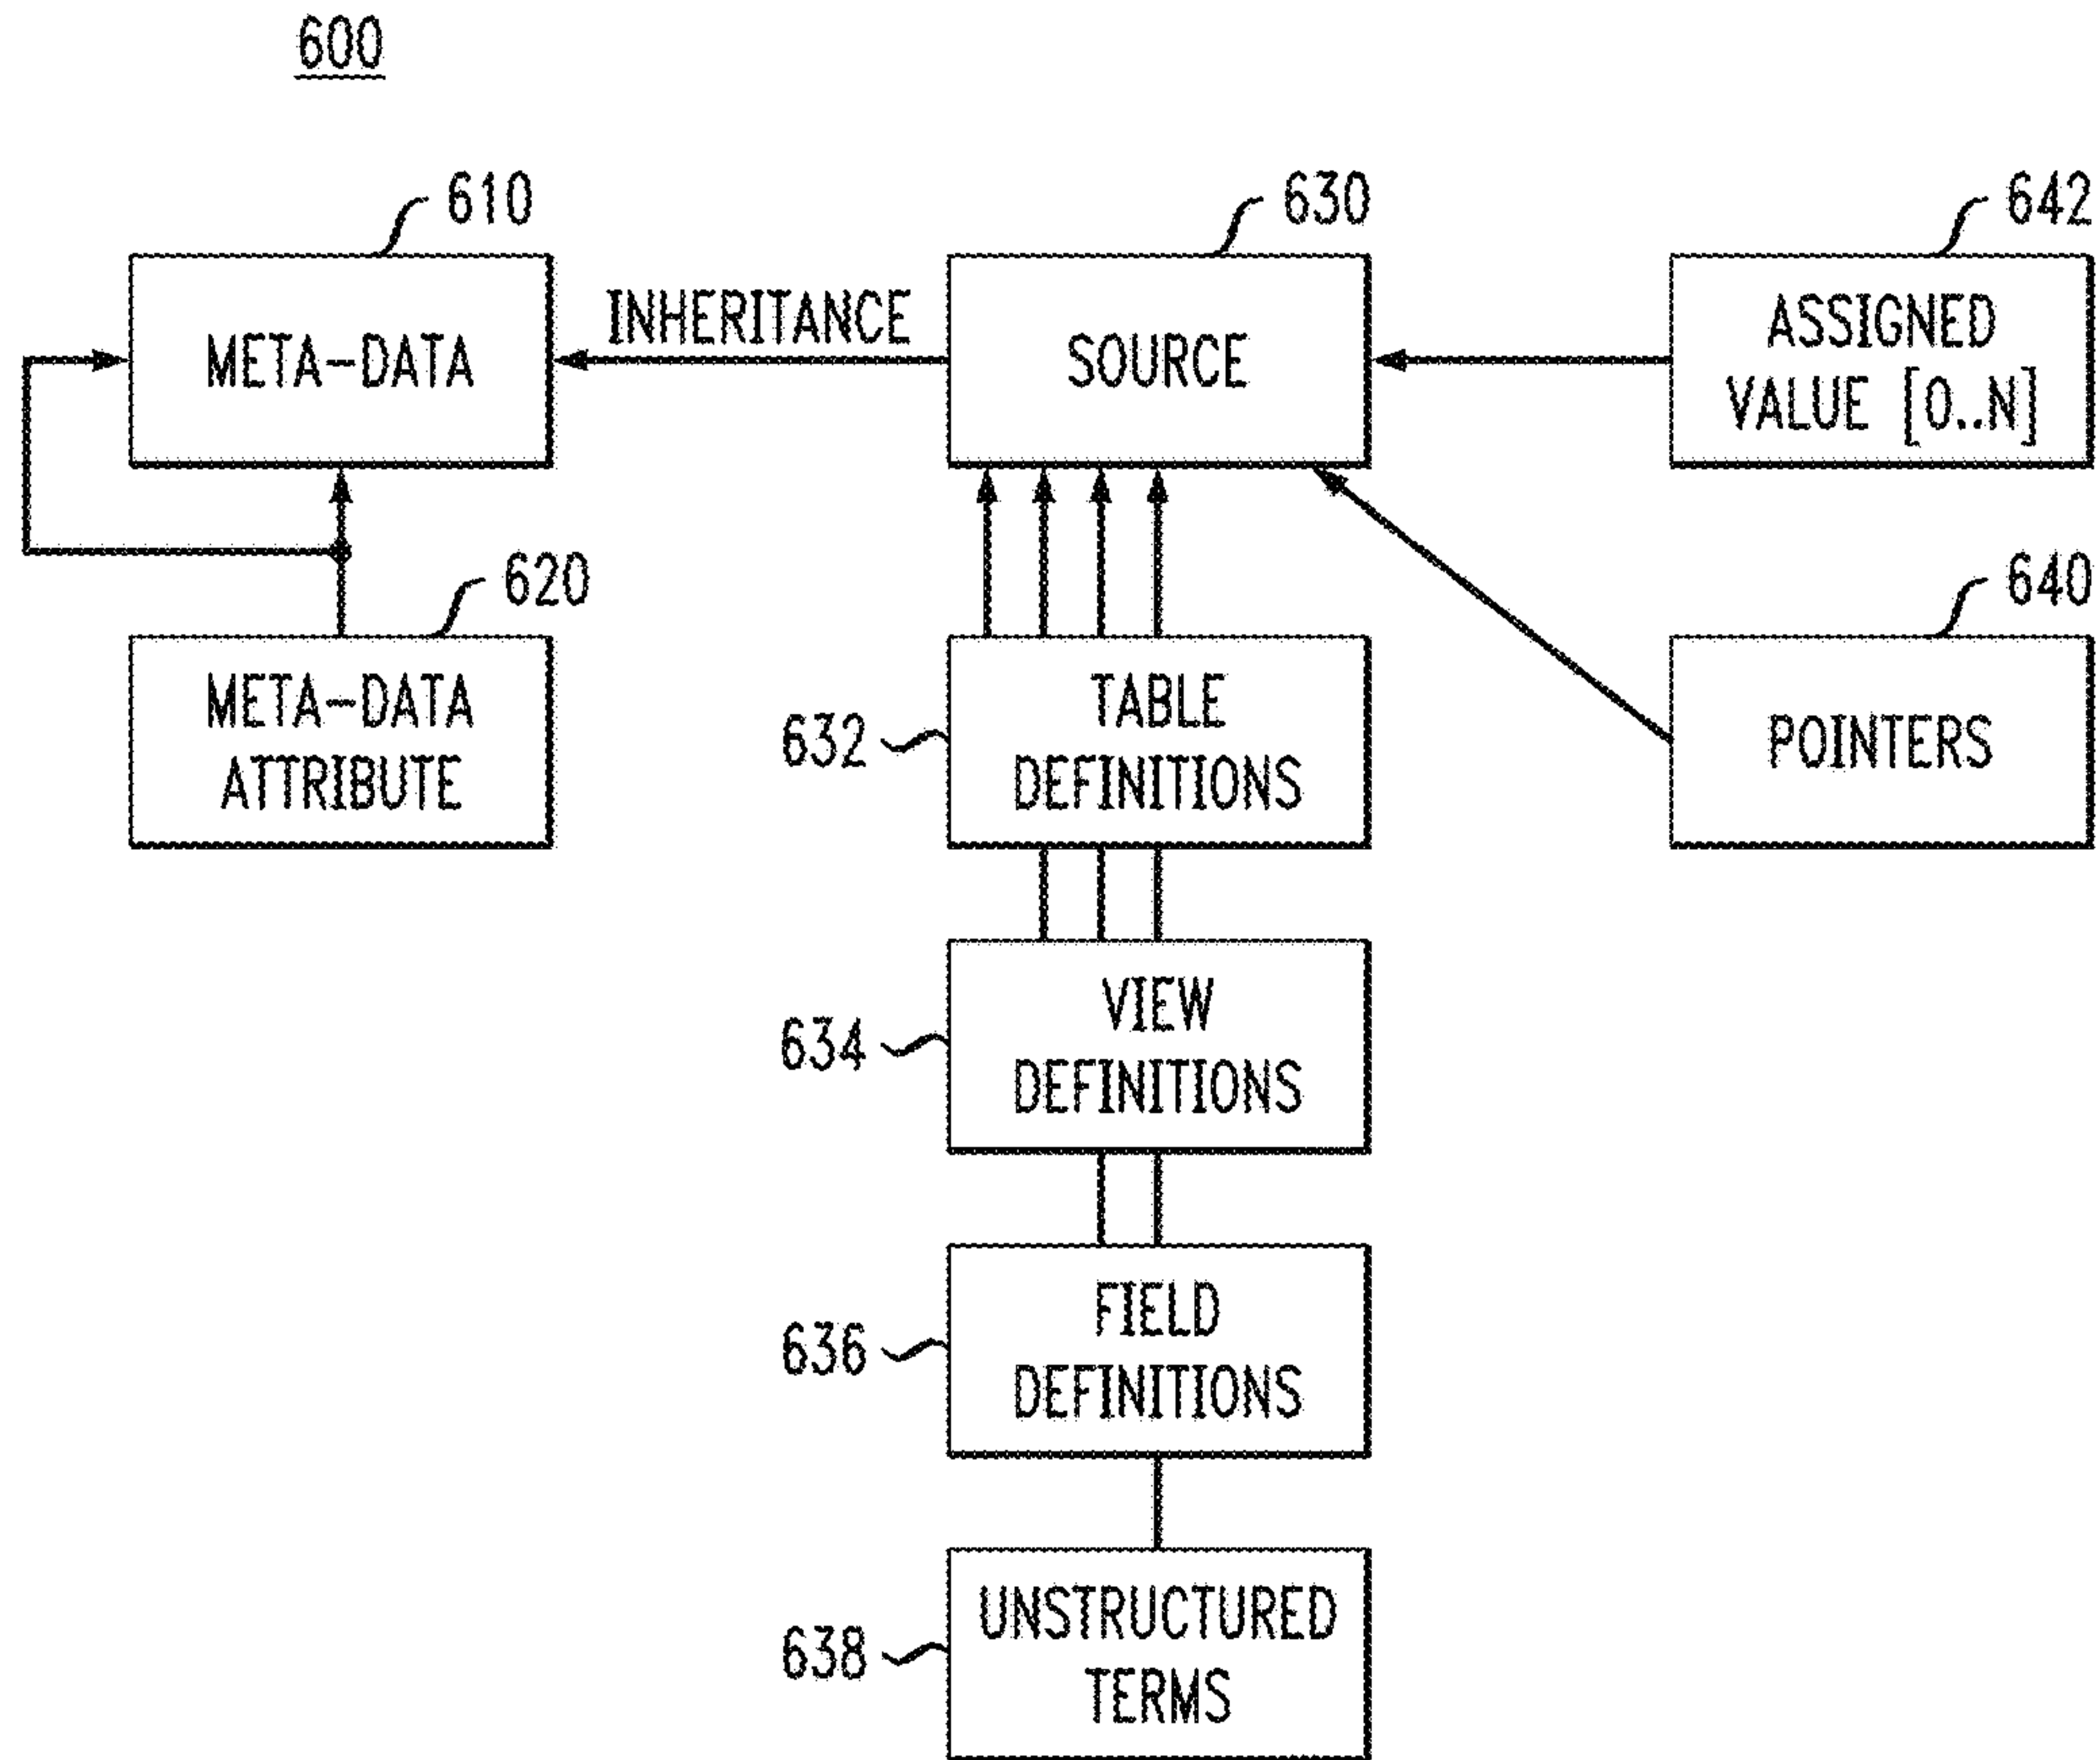 600
610
630
642
META-DATA
INHERITANCE
SOURCE
ASSIGNED
VALUE [0..N]
620
640
META-DATA
ATTRIBUTE
632
TABLE
DEFINITIONS
POINTERS
634
VIEW
DEFINITIONS
636
FIELD
DEFINITIONS
638
UNSTRUCTURED
TERMS